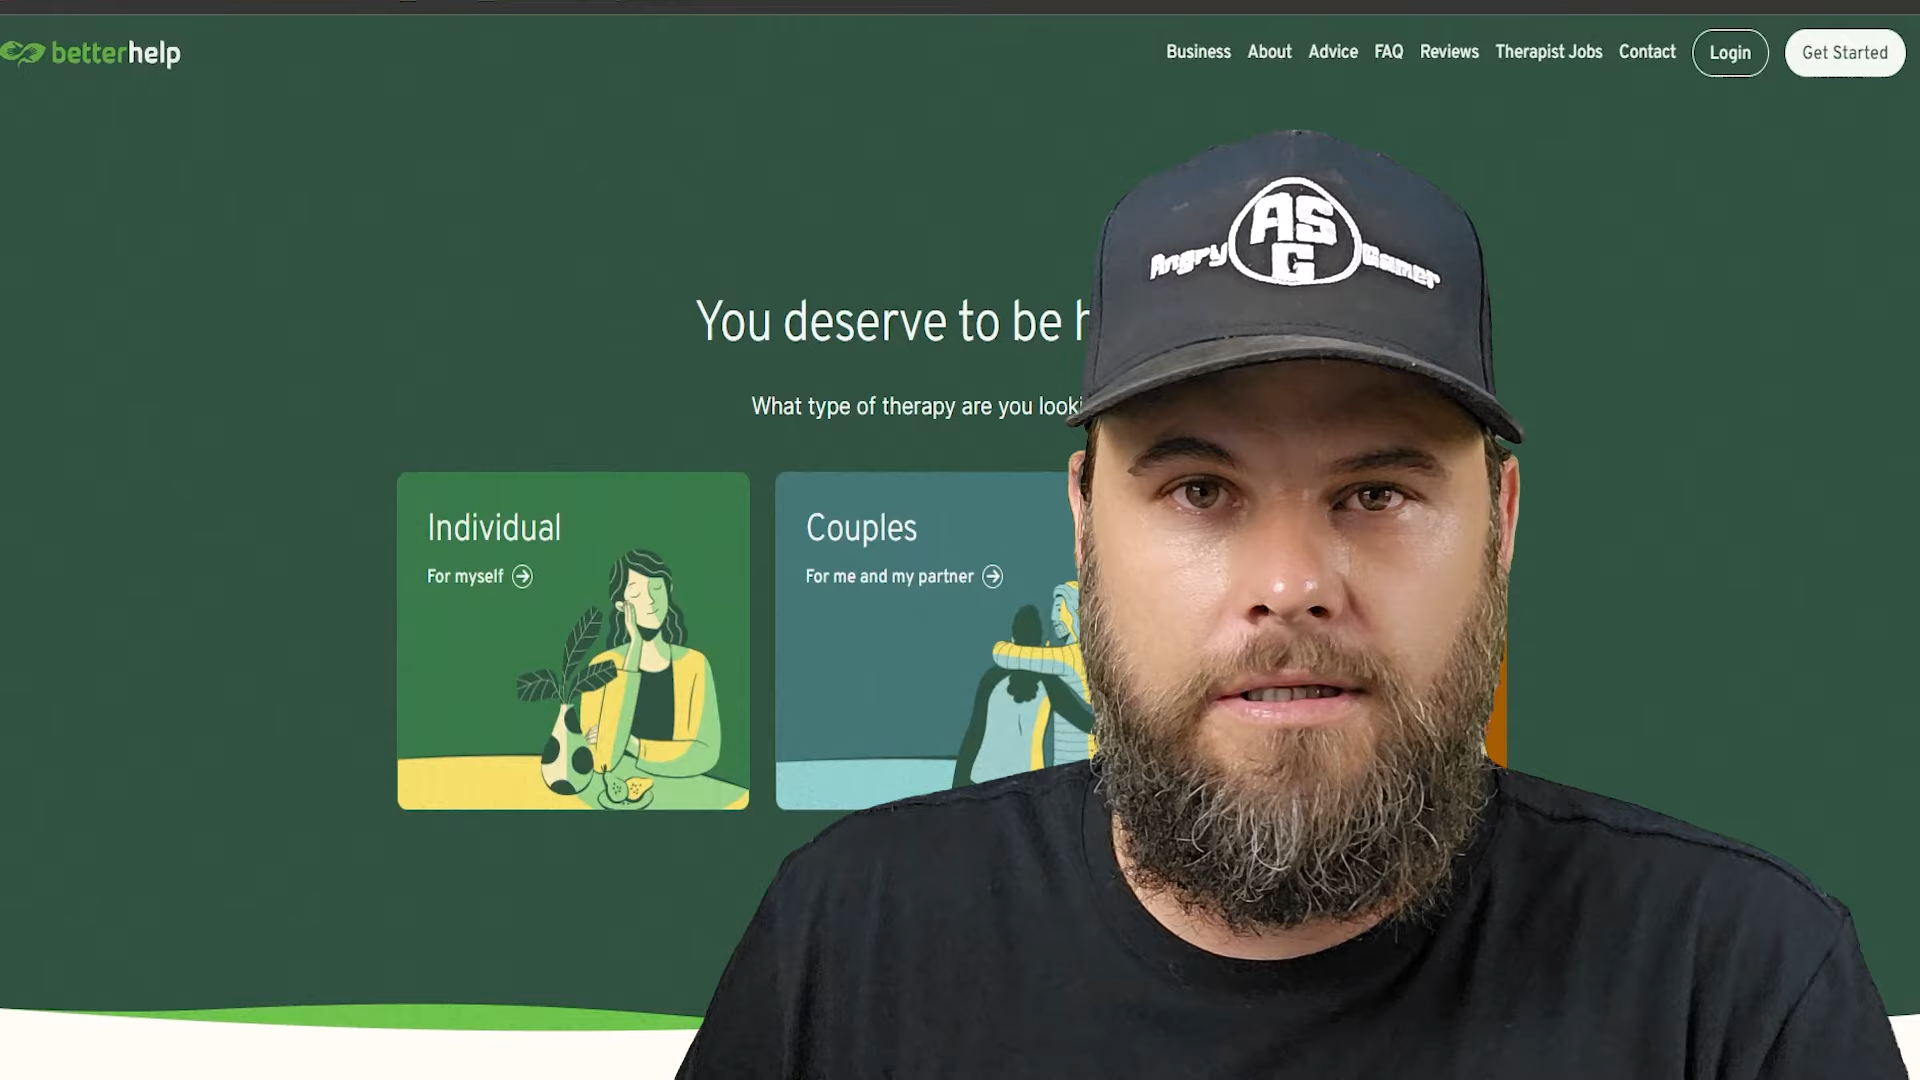 betterhelp
Business About Advice FAQ Reviews Therapist Jobs Contact Login Get Started
AS
Angry G Gamer
You deserve to be
What type of therapy are you
Individual
For myself
Couples
For me and my partner